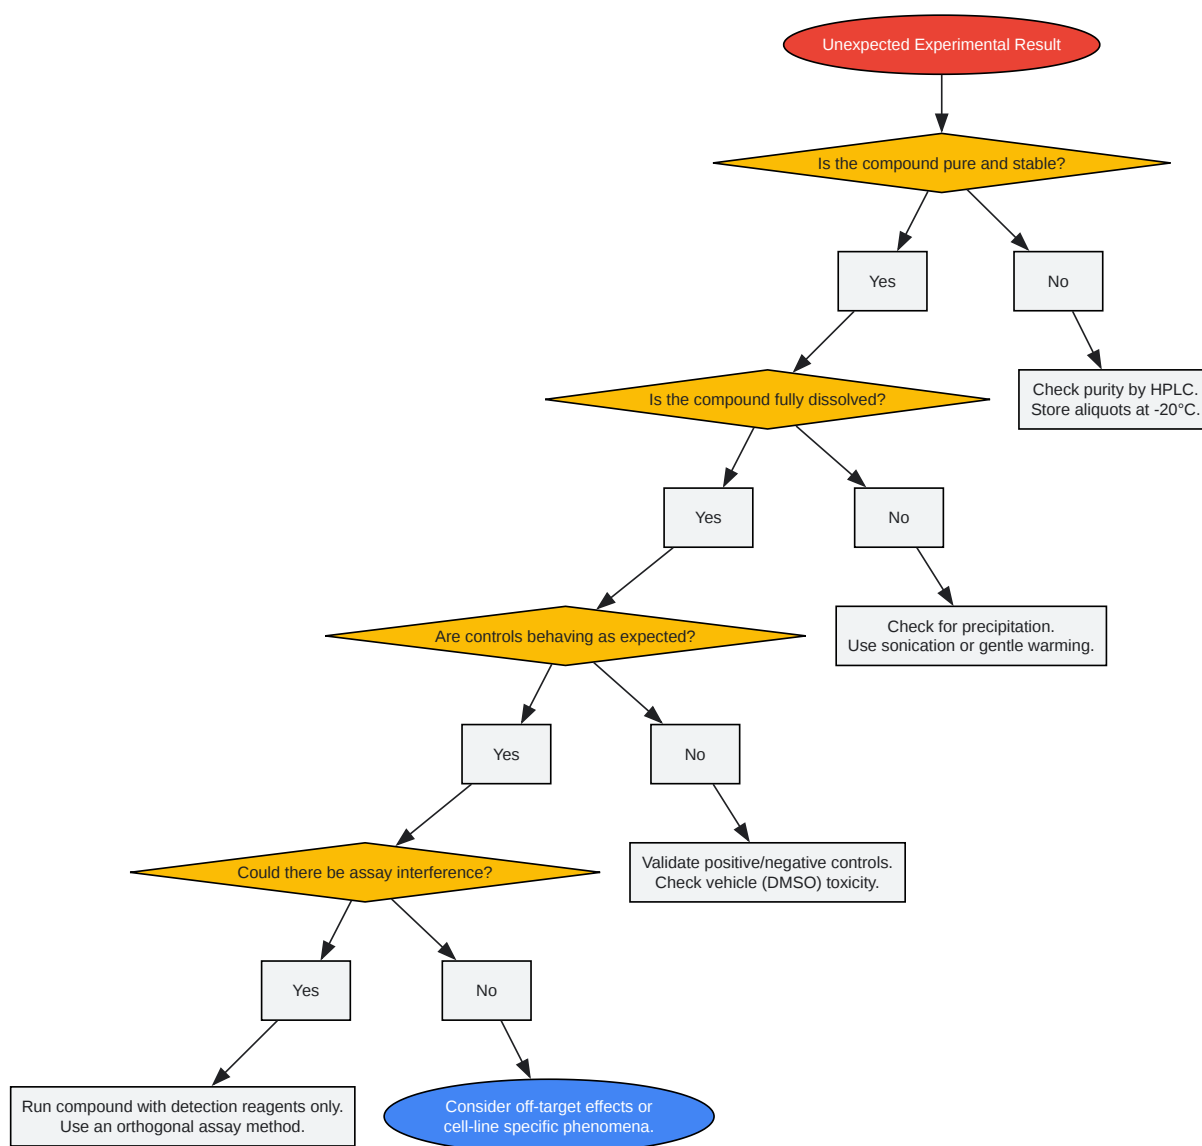 Unexpected Experimental Result
Is the compound pure and stable?
Yes
No
Is the compound fully dissolved?
Check purity by HPLC.
Store aliquots at -20°C.
Yes
No
Are controls behaving as expected?
Check for precipitation.
Use sonication or gentle warming.
Yes
No
Could there be assay interference?
Validate positive/negative controls.
Check vehicle (DMSO) toxicity.
Yes
No
Run compound with detection reagents only.
Use an orthogonal assay method.
Consider off-target effects or
cell-line specific phenomena.